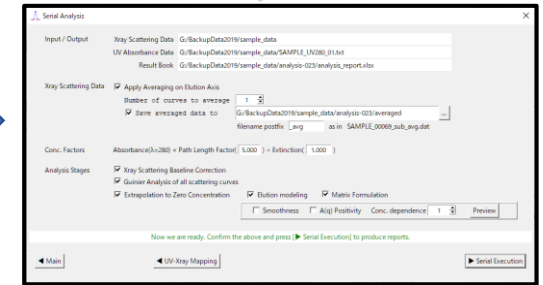 Serial Analysis
Input / Output
Xray Scattering Data G:/BackupData2019/sample_data
UV Absorbance Data G:/BackupData2019/sample_data/SAMPLE_UV280_01.txt
Result Book G:/BackupData2019/sample_data/analysis-023/analysis_report.xlsx
Xray Scattering Data Apply Averaging on Elution Axis
Number of curves to average 1
Save averaged data to G:/BackupData2019/sample_data/analysis-023/averaged ...
filename postfix _avg as in SAMPLE_00069_sub_avg.dat
Conc. Factors Absorbance(λ=280) × Path Length Factor( 5.000 ) ÷ Extinction( 1.000 )
Analysis Stages Xray Scattering Baseline Correction
Guinier Analysis of all scattering curves
Extrapolation to Zero Concentration Elution modeling Matrix Formulation
Smoothness A(q) Positivity Conc. dependence 1 Preview
Now we are ready. Confirm the above and press [▶ Serial Execution] to produce reports.
◀ Main ◀ UV-Xray Mapping ▶ Serial Execution